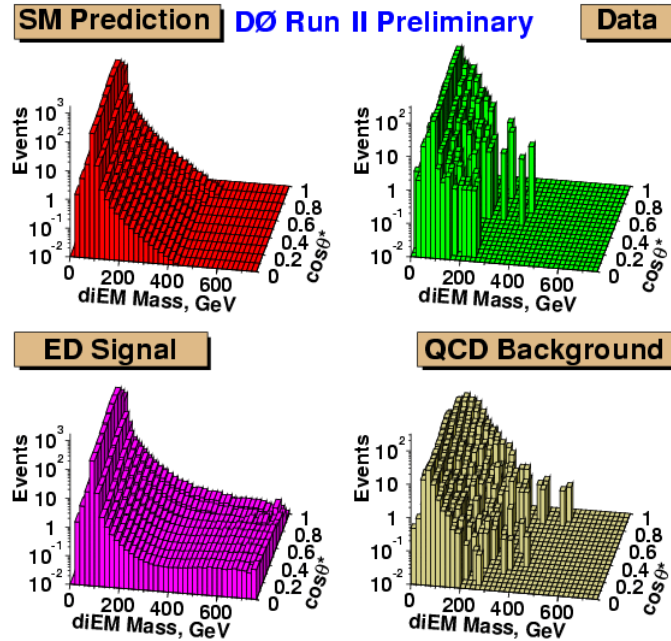 SM Prediction DØ Run II Preliminary Data
Events
10³
10²
10
1
10⁻¹
10⁻²
0 200 400 600
diEM Mass, GeV
0 0.2 0.4 0.6 0.8 1
cosθ*
Events
10²
10
1
10⁻¹
10⁻²
0 200 400 600
diEM Mass, GeV
0 0.2 0.4 0.6 0.8 1
cosθ*
ED Signal QCD Background
Events
10³
10²
10
1
10⁻¹
10⁻²
0 200 400 600
diEM Mass, GeV
0 0.2 0.4 0.6 0.8 1
cosθ*
Events
10²
10
1
10⁻¹
10⁻²
0 200 400 600
diEM Mass, GeV
0 0.2 0.4 0.6 0.8 1
cosθ*